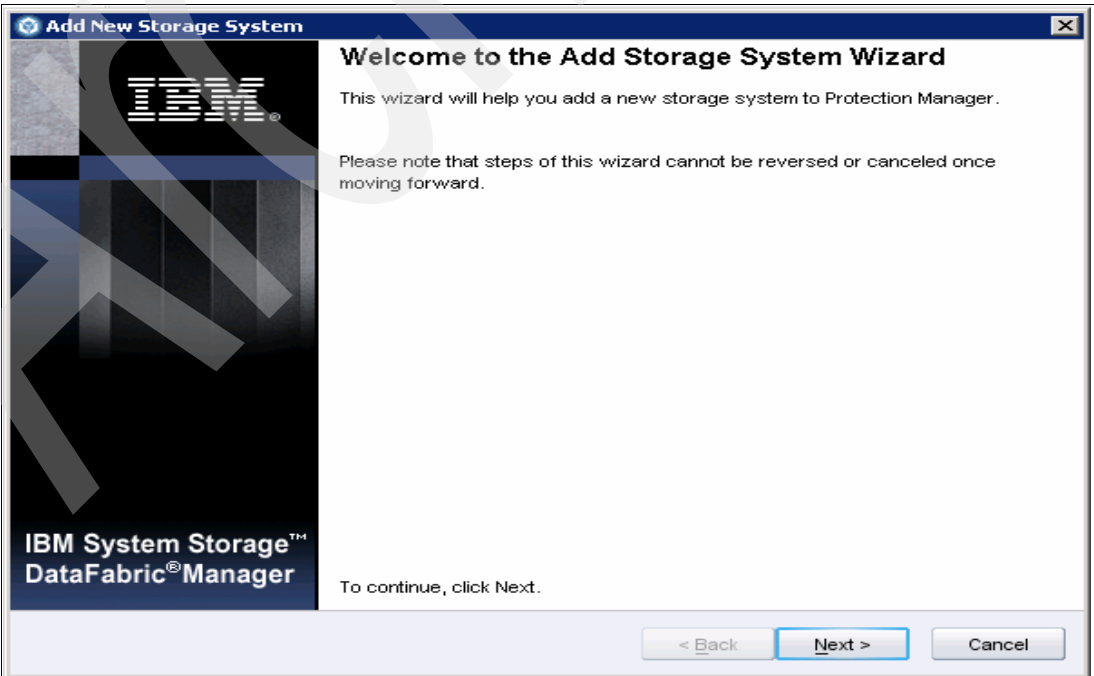 Add New Storage System
IBM®
Welcome to the Add Storage System Wizard
This wizard will help you add a new storage system to Protection Manager.
Please note that steps of this wizard cannot be reversed or canceled once
moving forward.
IBM System Storage™
DataFabric®Manager
To continue, click Next.
< Back
Next >
Cancel